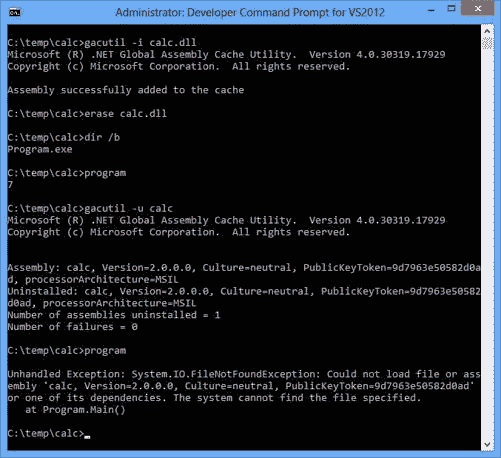 Administrator: Developer Command Prompt for VS2012
C:\temp\calc>gacutil -i calc.dll
Microsoft (R) .NET Global Assembly Cache Utility.  Version 4.0.30319.17929
Copyright (c) Microsoft Corporation.  All rights reserved.
Assembly successfully added to the cache
C:\temp\calc>erase calc.dll
C:\temp\calc>dir /b
Program.exe
C:\temp\calc>program
7
C:\temp\calc>gacutil -u calc
Microsoft (R) .NET Global Assembly Cache Utility.  Version 4.0.30319.17929
Copyright (c) Microsoft Corporation.  All rights reserved.
Assembly: calc, Version=2.0.0.0, Culture=neutral, PublicKeyToken=9d7963e50582d0a
d, processorArchitecture=MSIL
Uninstalled: calc, Version=2.0.0.0, Culture=neutral, PublicKeyToken=9d7963e50582
d0ad, processorArchitecture=MSIL
Number of assemblies uninstalled = 1
Number of failures = 0
C:\temp\calc>program
Unhandled Exception: System.IO.FileNotFoundException: Could not load file or ass
embly 'calc, Version=2.0.0.0, Culture=neutral, PublicKeyToken=9d7963e50582d0ad'
or one of its dependencies. The system cannot find the file specified.
   at Program.Main()
C:\temp\calc>_